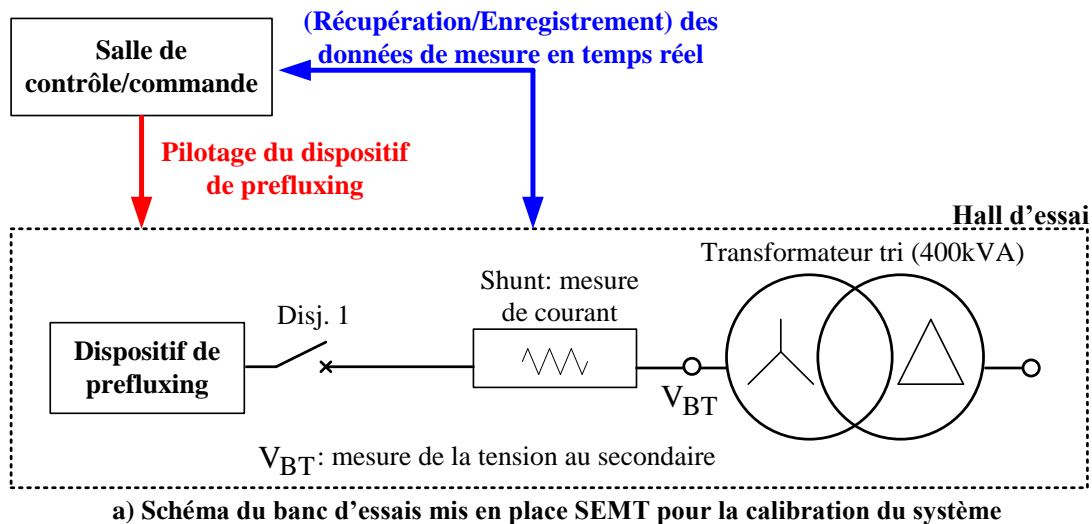 (Récupération/Enregistrement) des
données de mesure en temps réel
Salle de
contrôle/commande
Pilotage du dispositif
de prefluxing
Hall d'essai
Transformateur tri (400kVA)
Shunt: mesure
de courant
Disj. 1
Dispositif de
prefluxing
VBT
VBT: mesure de la tension au secondaire
a) Schéma du banc d'essais mis en place SEMT pour la calibration du système